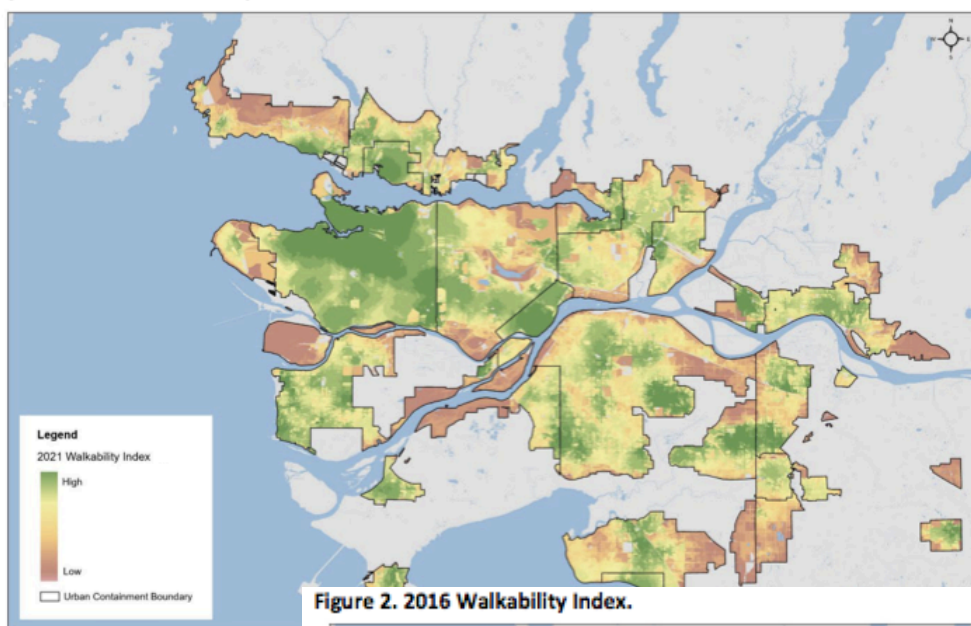 N
W E
S
Legend
2021 Walkability Index
High
Low
Urban Containment Boundary
Figure 2. 2016 Walkability Index.